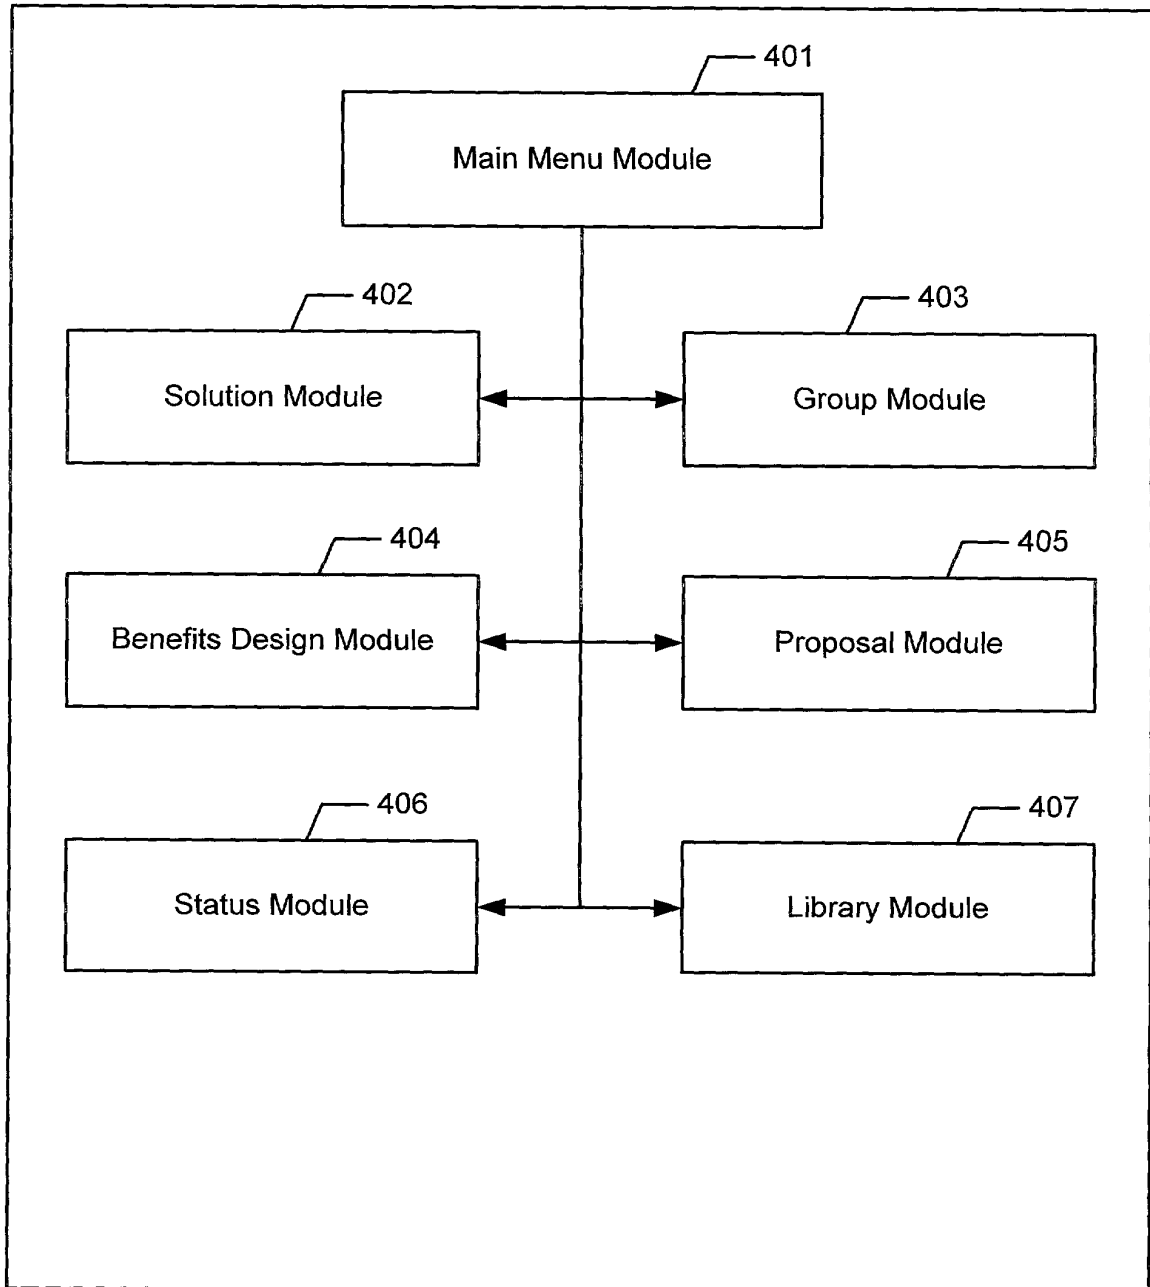 401
Main Menu Module
402
403
Solution Module
Group Module
404
405
Benefits Design Module
Proposal Module
406
407
Status Module
Library Module